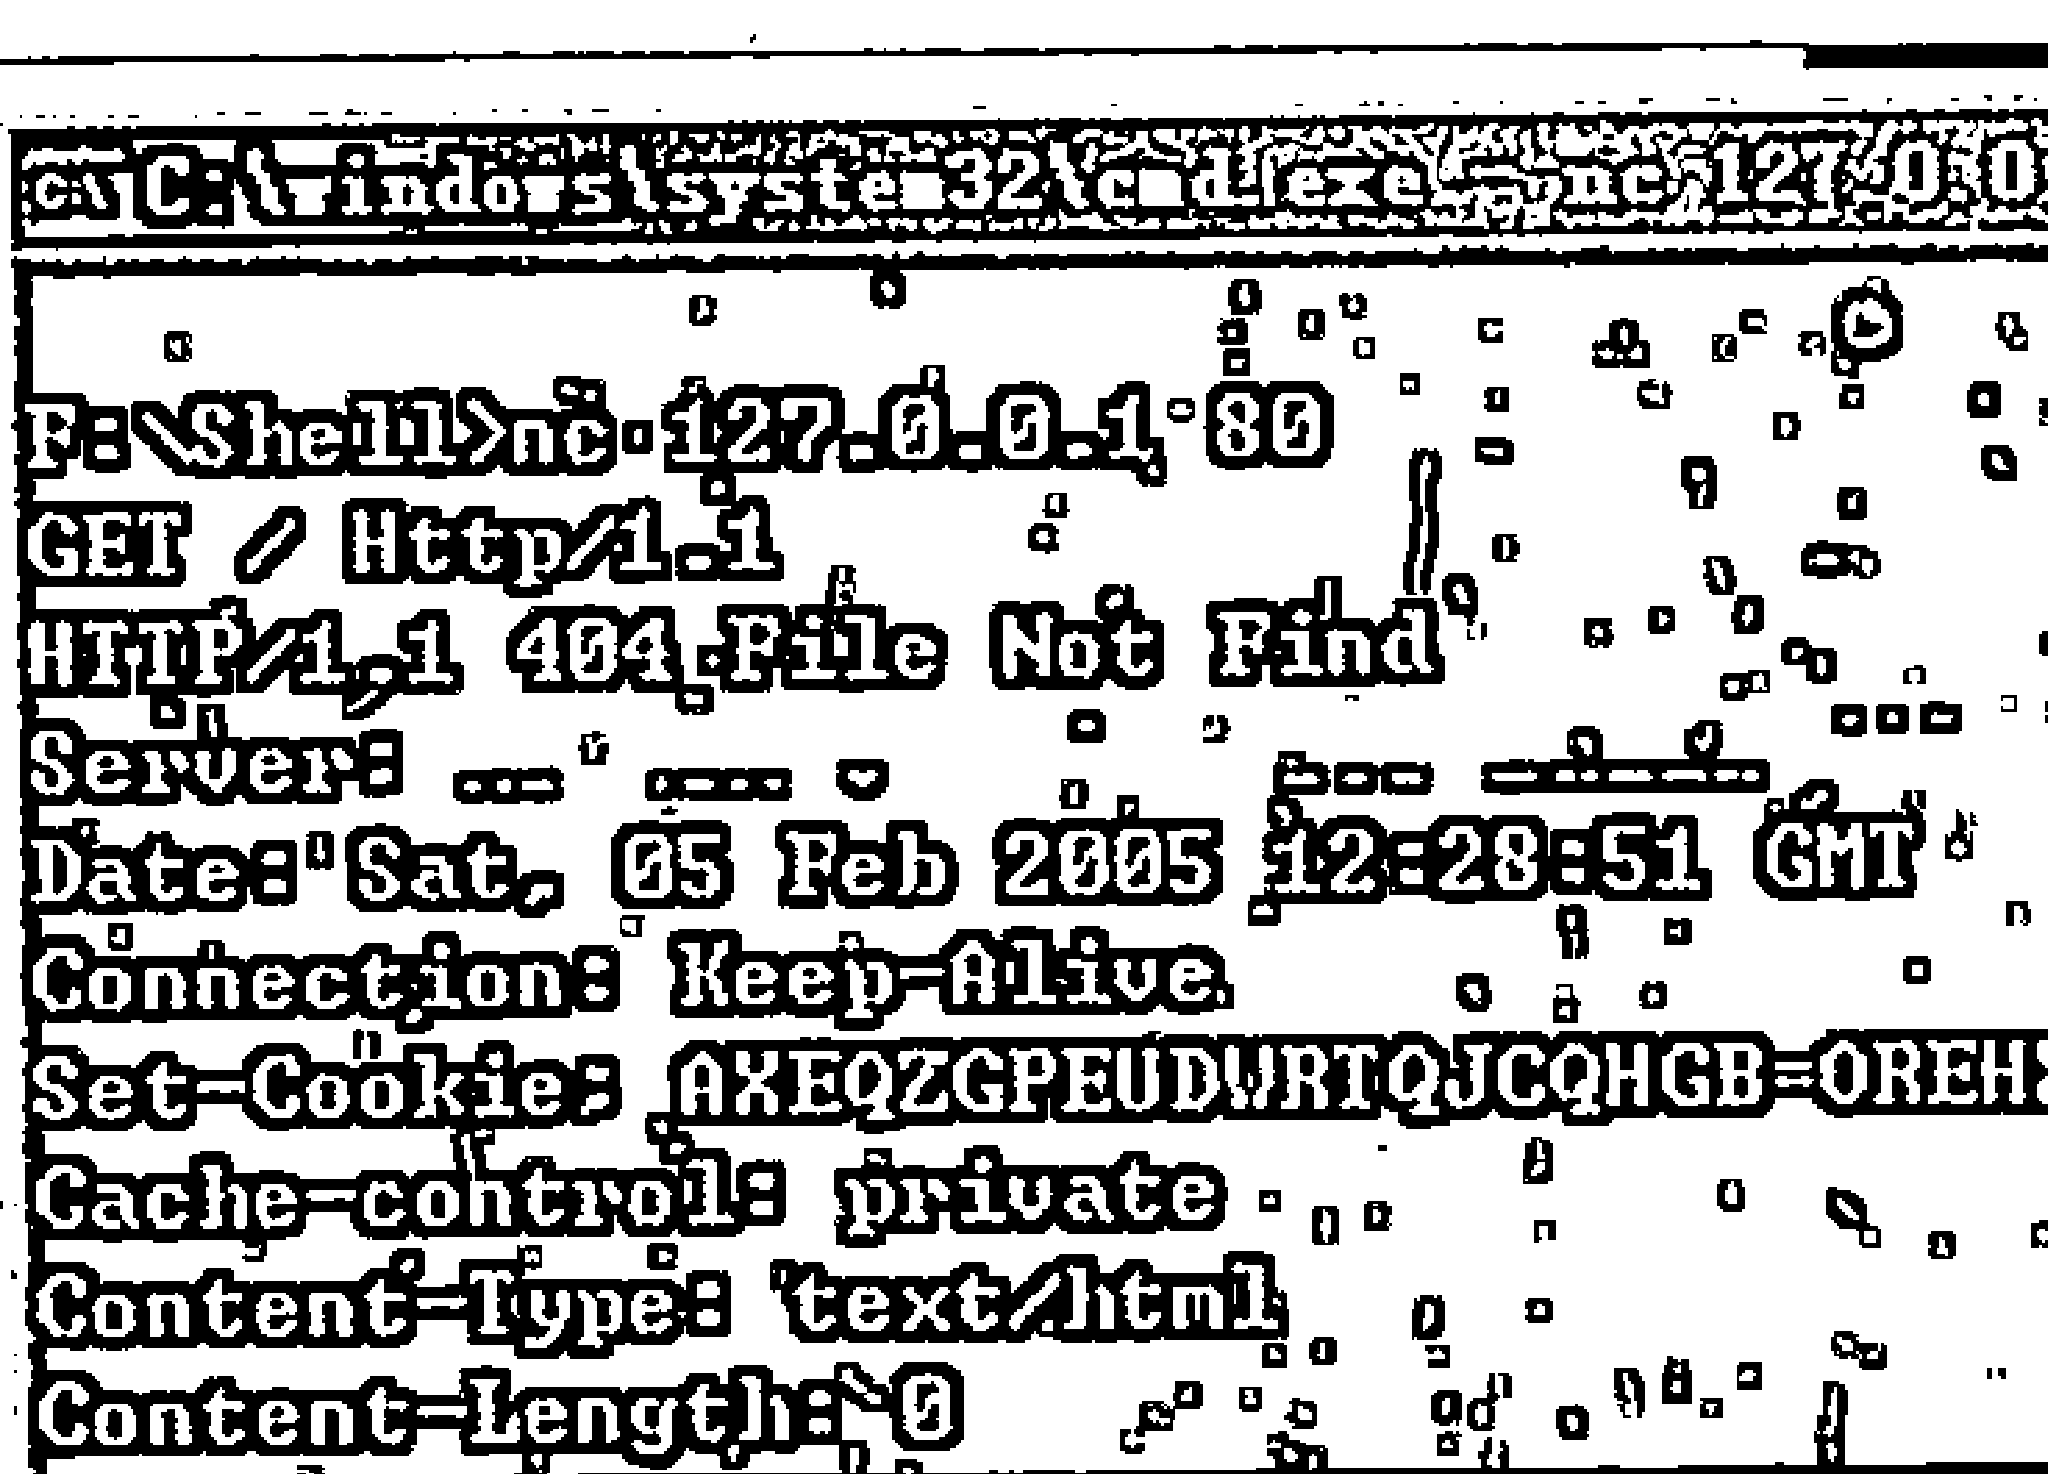 C:\windows\system32\cmd.exe - nc 127.0.0
F:\Shell>nc 127.0.0.1 80
GET / Http/1.1
HTTP/1.1 404 File Not Find
Server:
Date: Sat, 05 Feb 2005 12:28:51 GMT
Connection: Keep-Alive
Set-Cookie: AXEQZGPEUDWRTQJCQHGB=OREH
Cache-control: private
Content-Type: text/html
Content-Length: 0